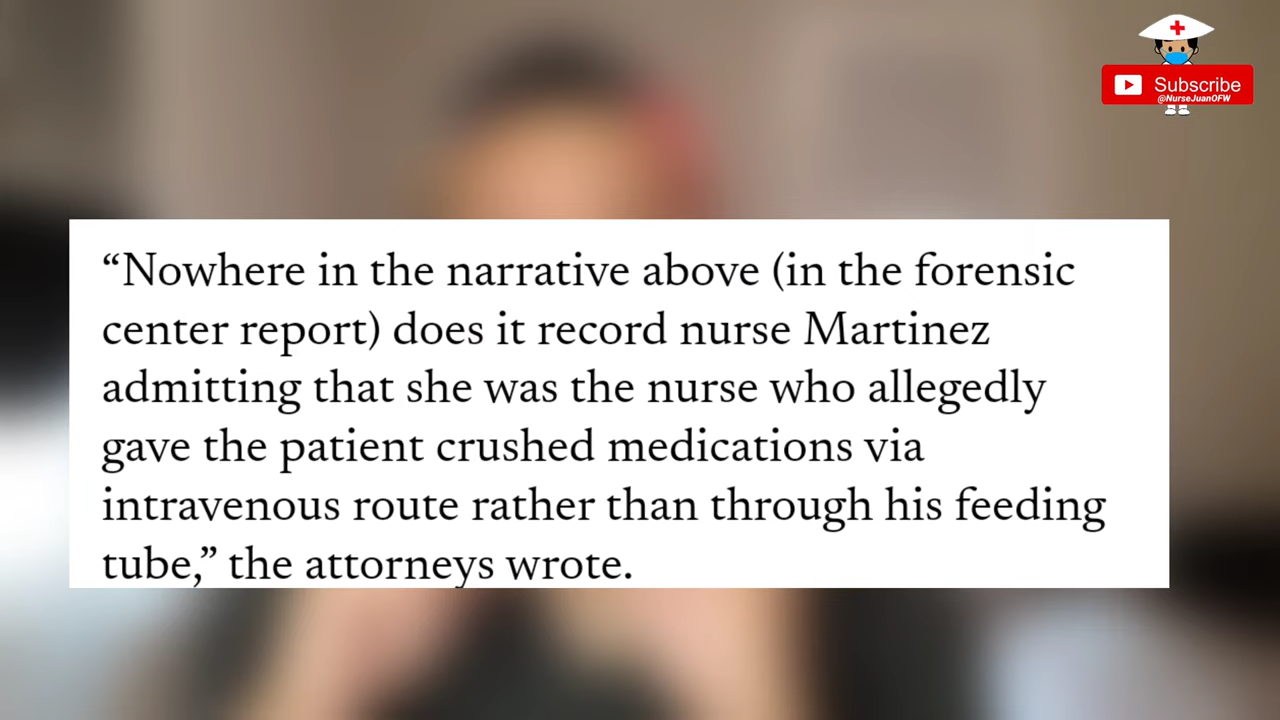 Subscribe
@NurseJuanOFW
“Nowhere in the narrative above (in the forensic
center report) does it record nurse Martinez
admitting that she was the nurse who allegedly
gave the patient crushed medications via
intravenous route rather than through his feeding
tube,” the attorneys wrote.